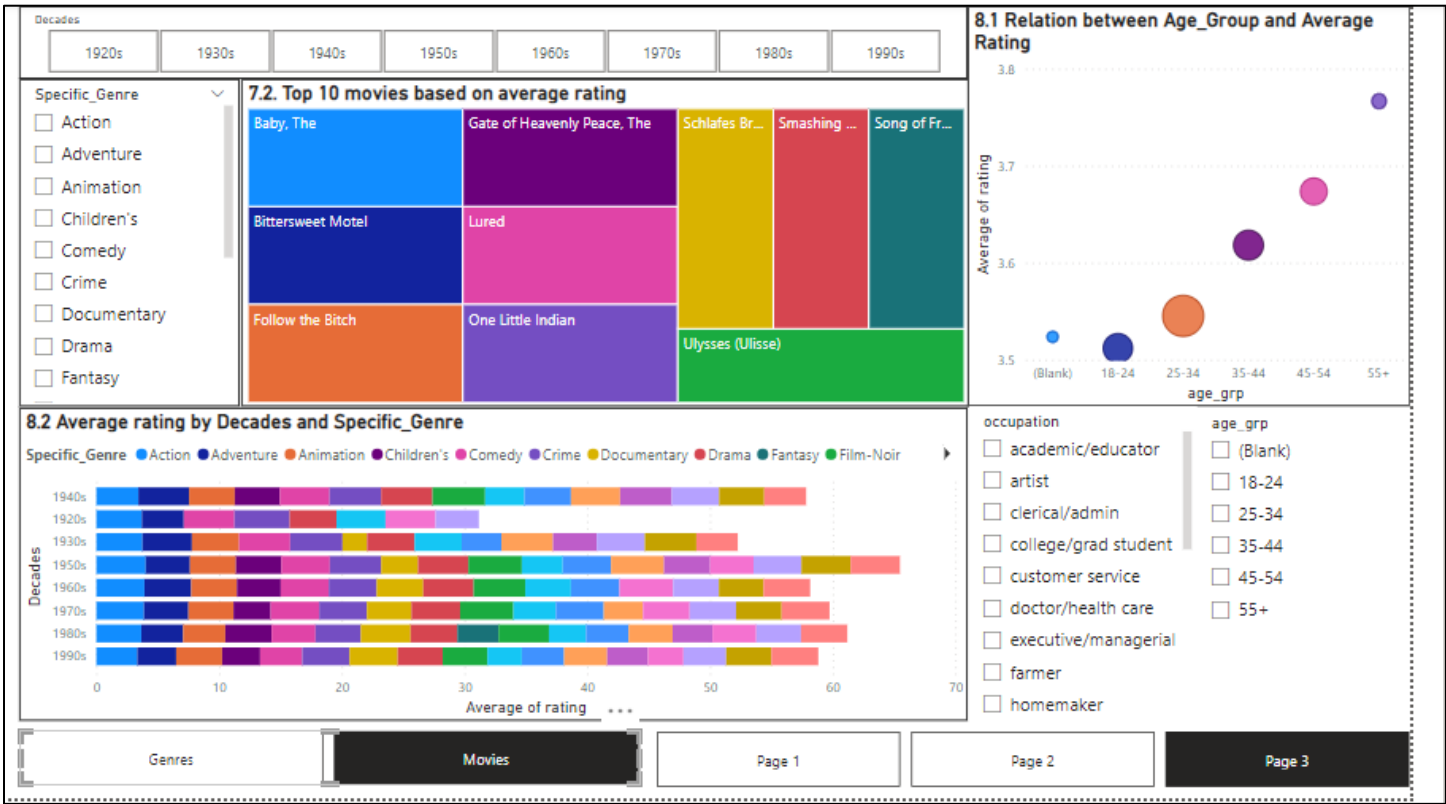 Decades
1920s 1930s 1940s 1950s 1960s 1970s 1980s 1990s
Specific_Genre
Action
Adventure
Animation
Children's
Comedy
Crime
Documentary
Drama
Fantasy
7.2. Top 10 movies based on average rating
Baby, The
Bittersweet Motel
Follow the Bitch
Gate of Heavenly Peace, The
Lured
One Little Indian
Schlafes Br...
Smashing ...
Song of Fr...
Ulysses (Ulisse)
8.1 Relation between Age_Group and Average
Rating
Average of rating
3.8
3.7
3.6
3.5
(Blank) 18-24 25-34 35-44 45-54 55+
age_grp
8.2 Average rating by Decades and Specific_Genre
Specific_Genre Action Adventure Animation Children's Comedy Crime Documentary Drama Fantasy Film-Noir
Decades
1940s
1920s
1930s
1950s
1960s
1970s
1980s
1990s
0 10 20 30 40 50 60 70
Average of rating
occupation
academic/educator
artist
clerical/admin
college/grad student
customer service
doctor/health care
executive/managerial
farmer
homemaker
age_grp
(Blank)
18-24
25-34
35-44
45-54
55+
Genres Movies Page 1 Page 2 Page 3